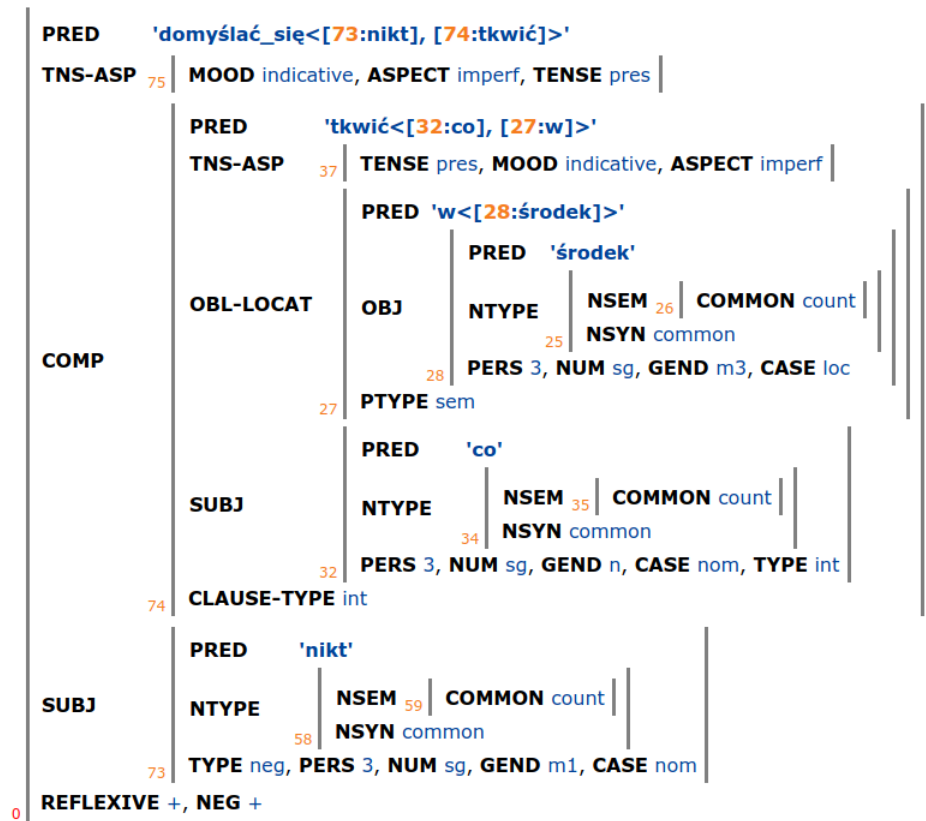 PRED 'domyślać_się<[73:nikt], [74:tkwić]>'
TNS-ASP 75 MOOD indicative, ASPECT imperf, TENSE pres
PRED 'tkwić<[32:co], [27:w]>'
TNS-ASP 37 TENSE pres, MOOD indicative, ASPECT imperf
PRED 'w<[28:środek]>'
PRED 'środek'
OBL-LOCAT OBJ NTYPE NSEM 26 COMMON count
25 NSYN common
COMP
28 PERS 3, NUM sg, GEND m3, CASE loc
27 PTYPE sem
PRED 'co'
SUBJ NTYPE NSEM 35 COMMON count
34 NSYN common
32 PERS 3, NUM sg, GEND n, CASE nom, TYPE int
74 CLAUSE-TYPE int
PRED 'nikt'
SUBJ NTYPE NSEM 59 COMMON count
58 NSYN common
73 TYPE neg, PERS 3, NUM sg, GEND m1, CASE nom
0 REFLEXIVE +, NEG +